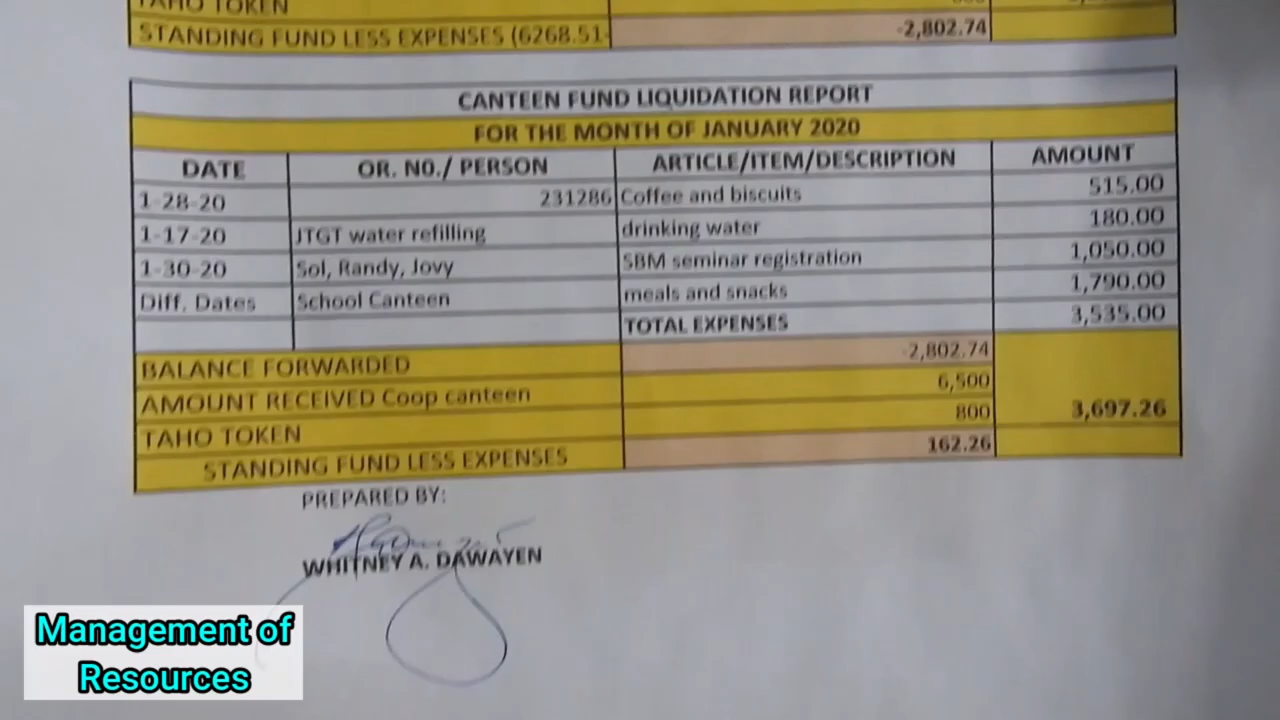 TAHO TOKEN
STANDING FUND LESS EXPENSES (6268.51- -2,802.74
CANTEEN FUND LIQUIDATION REPORT
FOR THE MONTH OF JANUARY 2020
DATE OR. NO./ PERSON ARTICLE/ITEM/DESCRIPTION AMOUNT
1-28-20 231286 Coffee and biscuits 515.00
1-17-20 JTGT water refilling drinking water 180.00
1-30-20 Sol, Randy, Jovy SBM seminar registration 1,050.00
Diff. Dates School Canteen meals and snacks 1,790.00
TOTAL EXPENSES 3,535.00
BALANCE FORWARDED -2,802.74
AMOUNT RECEIVED Coop canteen 6,500
TAHO TOKEN 800 3,697.26
STANDING FUND LESS EXPENSES 162.26
PREPARED BY:
WHITNEY A. DAWAYEN
Management of
Resources